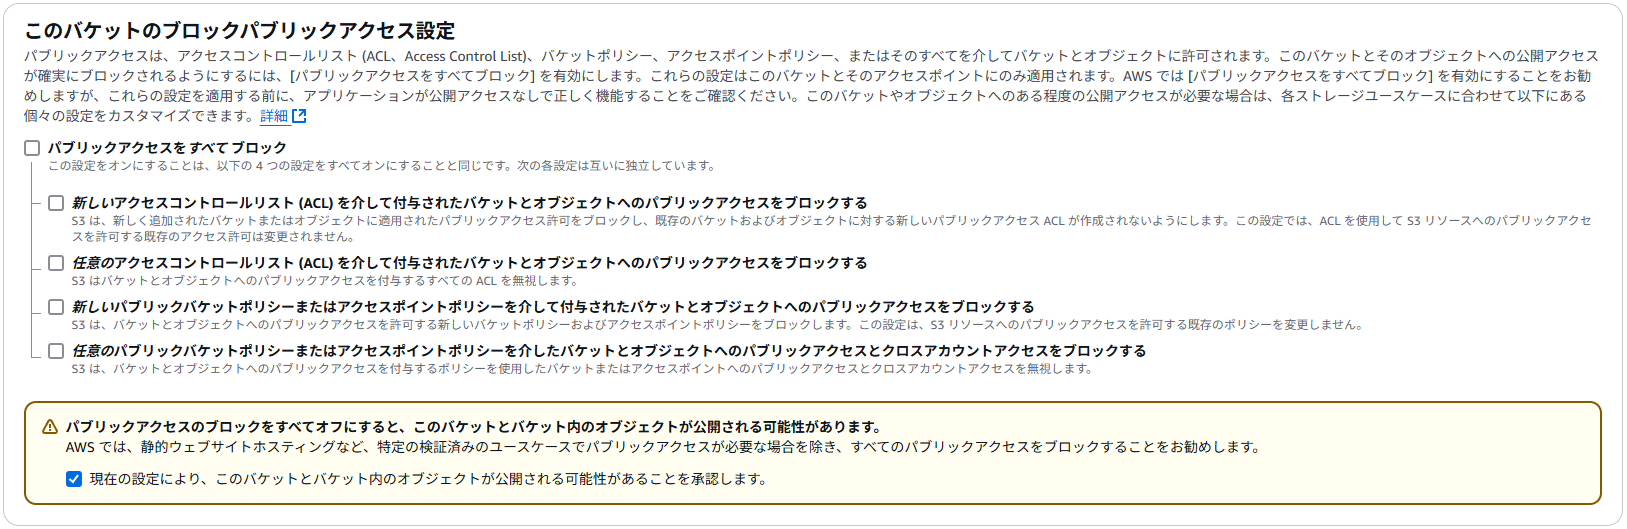 このバケットのブロックパブリックアクセス設定
パブリックアクセスは、アクセスコントロールリスト (ACL、Access Control List)、バケットポリシー、アクセスポイントポリシー、またはそのすべてを介してバケットとオブジェクトに許可されます。このバケットとそのオブジェクトへの公開アクセス
が確実にブロックされるようにするには、[パブリックアクセスをすべてブロック] を有効にします。これらの設定はこのバケットとそのアクセスポイントにのみ適用されます。AWS では [パブリックアクセスをすべてブロック] を有効にすることをお勧
めしますが、これらの設定を適用する前に、アプリケーションが公開アクセスなしで正しく機能することをご確認ください。このバケットやオブジェクトへのある程度の公開アクセスが必要な場合は、各ストレージユースケースに合わせて以下にある
個々の設定をカスタマイズできます。詳細
パブリックアクセスをすべて ブロック
この設定をオンにすることは、以下の 4 つの設定をすべてオンにすることと同じです。次の各設定は互いに独立しています。
新しいアクセスコントロールリスト (ACL) を介して付与されたバケットとオブジェクトへのパブリックアクセスをブロックする
S3 は、新しく追加されたバケットまたはオブジェクトに適用されたパブリックアクセス許可をブロックし、既存のバケットおよびオブジェクトに対する新しいパブリックアクセス ACL が作成されないようにします。この設定では、ACL を使用して S3 リソースへのパブリックアクセ
スを許可する既存のアクセス許可は変更されません。
任意のアクセスコントロールリスト (ACL) を介して付与されたバケットとオブジェクトへのパブリックアクセスをブロックする
S3 はバケットとオブジェクトへのパブリックアクセスを付与するすべての ACL を無視します。
新しいパブリックバケットポリシーまたはアクセスポイントポリシーを介して付与されたバケットとオブジェクトへのパブリックアクセスをブロックする
S3 は、バケットとオブジェクトへのパブリックアクセスを許可する新しいバケットポリシーおよびアクセスポイントポリシーをブロックします。この設定は、S3 リソースへのパブリックアクセスを許可する既存のポリシーを変更しません。
任意のパブリックバケットポリシーまたはアクセスポイントポリシーを介したバケットとオブジェクトへのパブリックアクセスとクロスアカウントアクセスをブロックする
S3 は、バケットとオブジェクトへのパブリックアクセスを付与するポリシーを使用したバケットまたはアクセスポイントへのパブリックアクセスとクロスアカウントアクセスを無視します。
パブリックアクセスのブロックをすべてオフにすると、このバケットとバケット内のオブジェクトが公開される可能性があります。
AWS では、静的ウェブサイトホスティングなど、特定の検証済みのユースケースでパブリックアクセスが必要な場合を除き、すべてのパブリックアクセスをブロックすることをお勧めします。
現在の設定により、このバケットとバケット内のオブジェクトが公開される可能性があることを承認します。